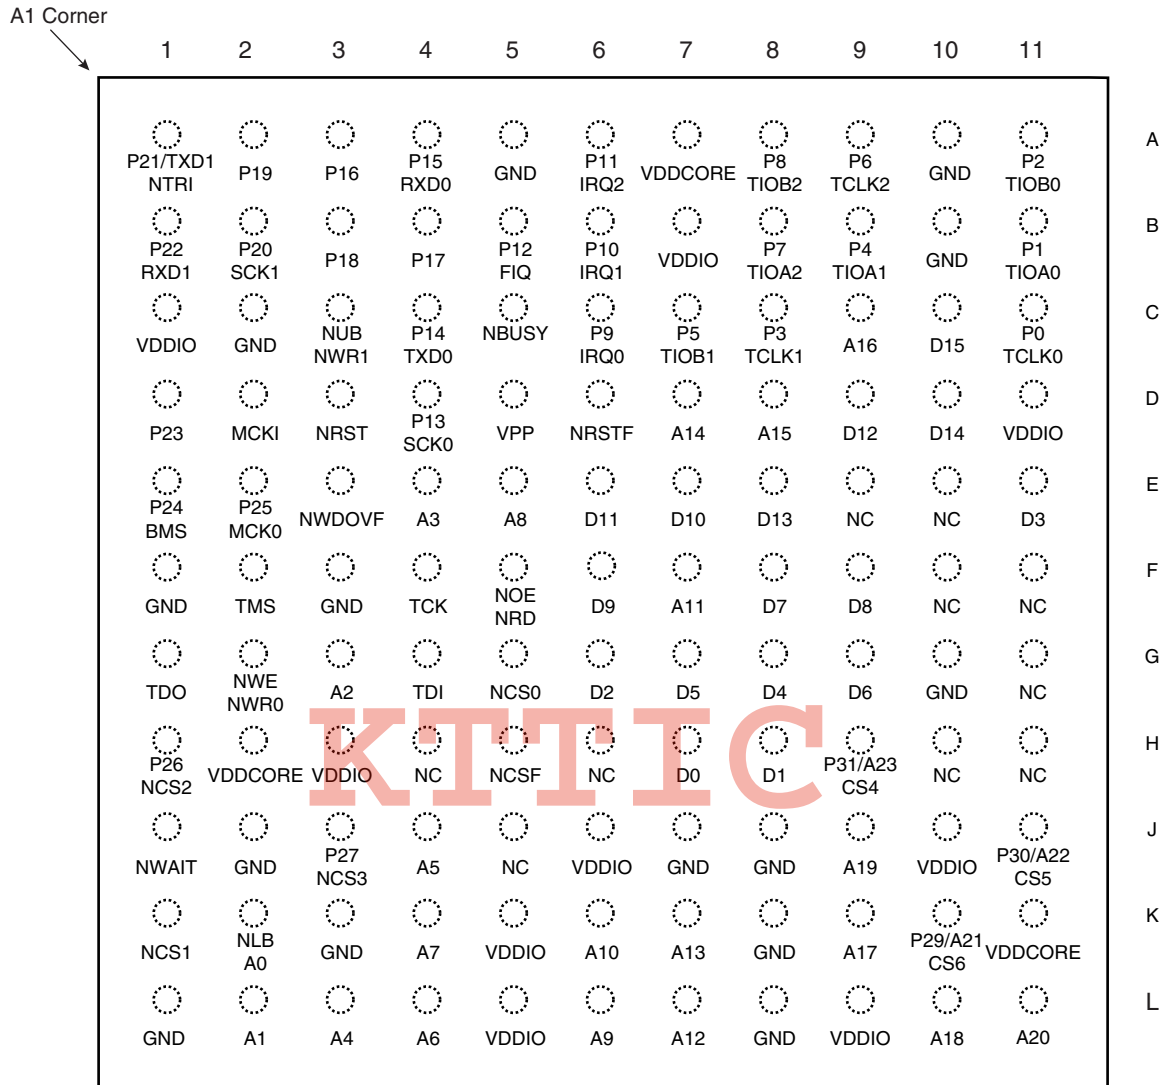 A1 Corner
1 2 3 4 5 6 7 8 9 10 11
A
P21/TXD1 P15 P11 P8 P6 P2
NTRI P19 P16 RXD0 GND IRQ2 VDDCORE TIOB2 TCLK2 GND TIOB0
B
P22 P20 P12 P10 P7 P4 P1
RXD1 SCK1 P18 P17 FIQ IRQ1 VDDIO TIOA2 TIOA1 GND TIOA0
C
NUB P14 NBUSY P9 P5 P3 P0
VDDIO GND NWR1 TXD0 IRQ0 TIOB1 TCLK1 A16 D15 TCLK0
D
P13
P23 MCKI NRST SCK0 VPP NRSTF A14 A15 D12 D14 VDDIO
E
P24 P25
BMS MCK0 NWDOVF A3 A8 D11 D10 D13 NC NC D3
F
NOE
GND TMS GND TCK NRD D9 A11 D7 D8 NC NC
G
NWE
TDO NWR0 A2 TDI NCS0 D2 D5 D4 D6 GND NC
KTTIC
H
P26 P31/A23
NCS2 VDDCORE VDDIO NC NCSF NC D0 D1 CS4 NC NC
J
P27 P30/A22
NWAIT GND NCS3 A5 NC VDDIO GND GND A19 VDDIO CS5
K
NLB P29/A21
NCS1 A0 GND A7 VDDIO A10 A13 GND A17 CS6 VDDCORE
L
GND A1 A4 A6 VDDIO A9 A12 GND VDDIO A18 A20